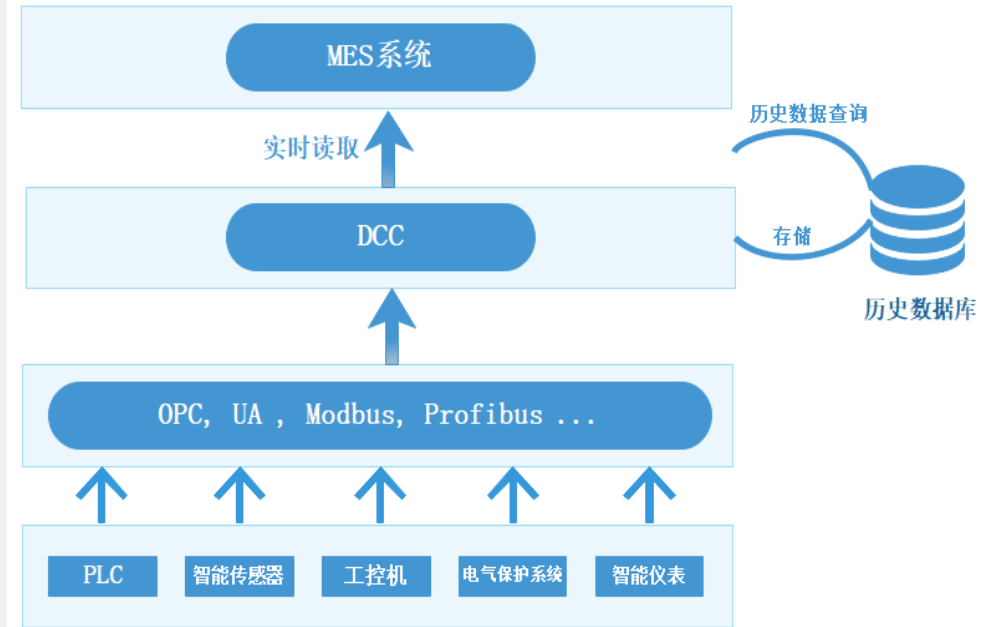 MES系统
历史数据查询
实时读取
DCC
存储
历史数据库
OPC, UA , Modbus, Profibus ...
PLC
智能传感器
工控机
电气保护系统
智能仪表